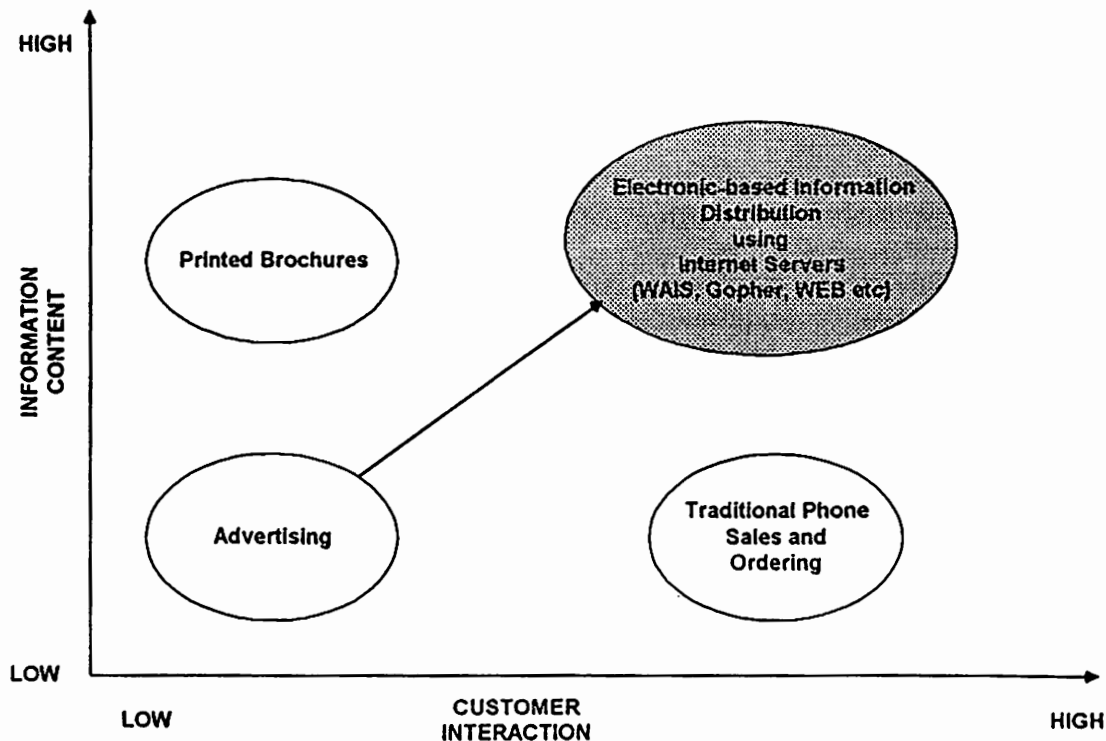 HIGH
Electronic-based Information
Distribution
using
Internet Servers
(WAIS, Gopher, WEB etc)
Printed Brochures
INFORMATION
CONTENT
Advertising
Traditional Phone
Sales and
Ordering
LOW
LOW
CUSTOMER
INTERACTION
HIGH